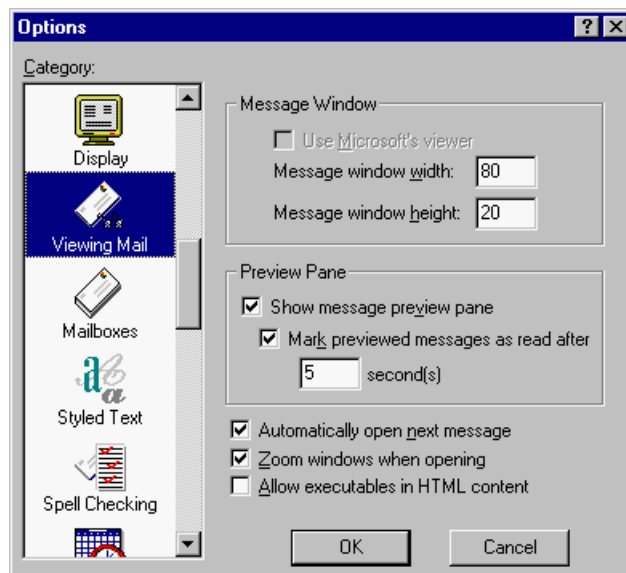 Options
Category:
Display
Viewing Mail
Mailboxes
Styled Text
Spell Checking
Message Window
Use Microsoft's viewer
Message window width: 80
Message window height: 20
Preview Pane
Show message preview pane
Mark previewed messages as read after
5 second(s)
Automatically open next message
Zoom windows when opening
Allow executables in HTML content
OK Cancel